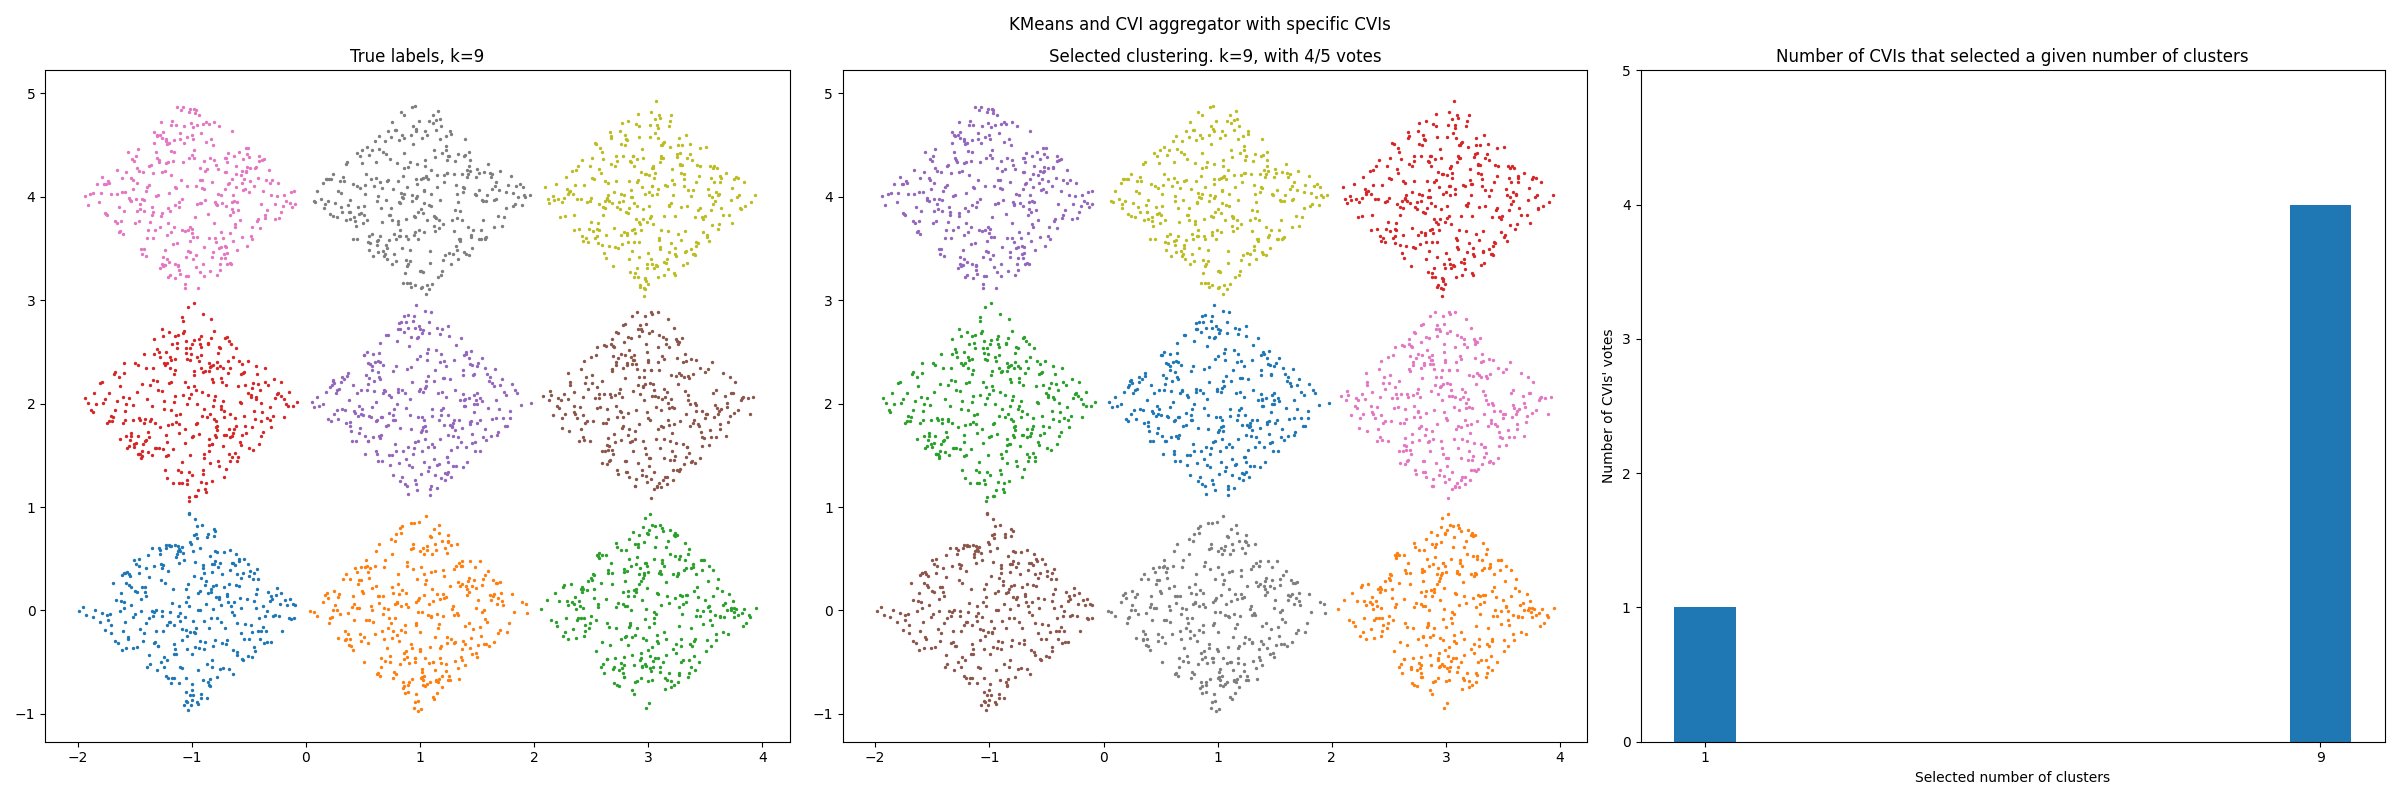 KMeans and CVI aggregator with specific CVIs
True labels, k=9
5
4
3
2
1
0
−1
−2 −1 0 1 2 3 4
Selected clustering. k=9, with 4/5 votes
5
4
3
2
1
0
−1
−2 −1 0 1 2 3 4
Number of CVIs that selected a given number of clusters
Number of CVIs' votes
5
4
3
2
1
0
1 9
Selected number of clusters